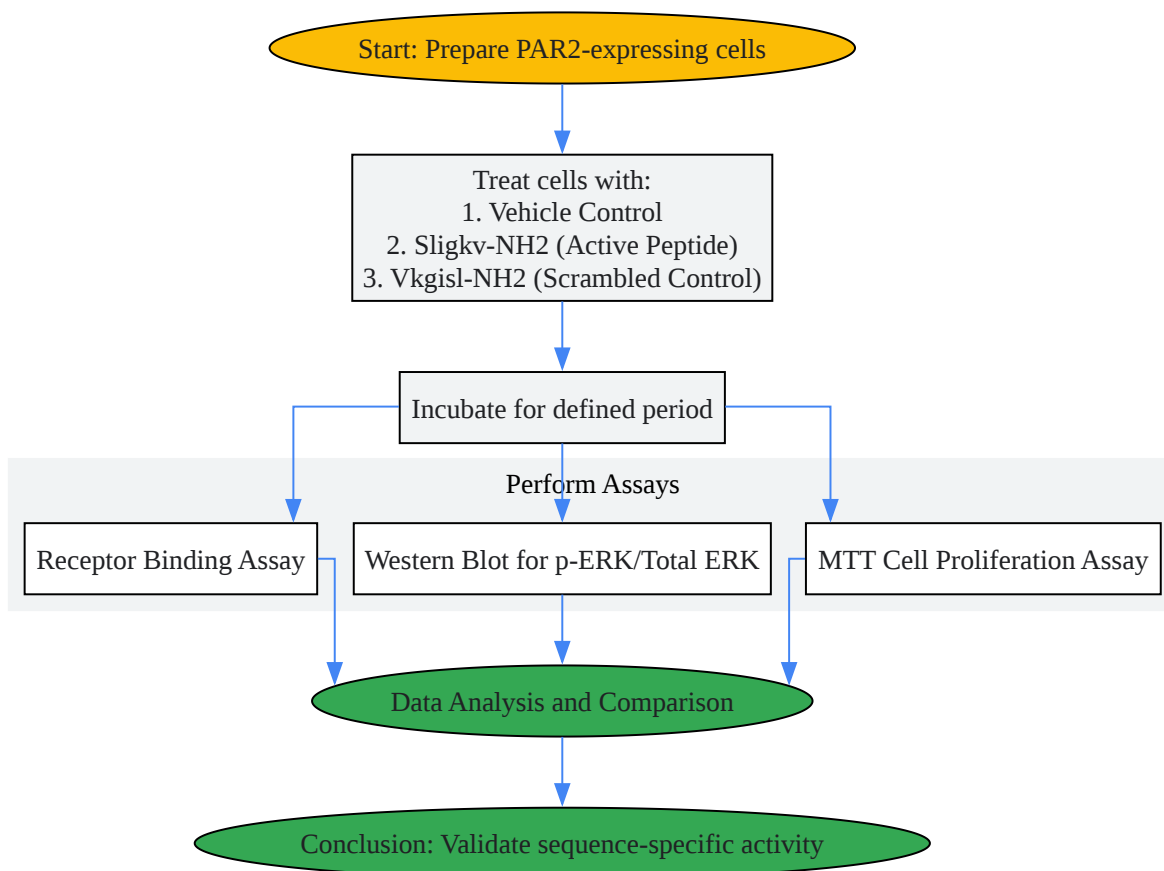 Start: Prepare PAR2-expressing cells
Treat cells with:
1. Vehicle Control
2. Sligkv-NH2 (Active Peptide)
3. Vkgisl-NH2 (Scrambled Control)
Incubate for defined period
Perform Assays
Receptor Binding Assay
Western Blot for p-ERK/Total ERK
MTT Cell Proliferation Assay
Data Analysis and Comparison
Conclusion: Validate sequence-specific activity